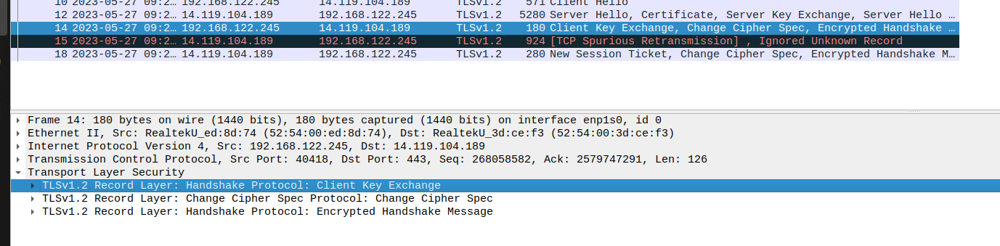 10 2023-05-27 09:2… 192.168.122.245 14.119.104.189 TLSv1.2 571 Client Hello
12 2023-05-27 09:2… 14.119.104.189 192.168.122.245 TLSv1.2 5280 Server Hello, Certificate, Server Key Exchange, Server Hello …
14 2023-05-27 09:2… 192.168.122.245 14.119.104.189 TLSv1.2 180 Client Key Exchange, Change Cipher Spec, Encrypted Handshake …
15 2023-05-27 09:2… 14.119.104.189 192.168.122.245 TLSv1.2 924 [TCP Spurious Retransmission] , Ignored Unknown Record
18 2023-05-27 09:2… 14.119.104.189 192.168.122.245 TLSv1.2 280 New Session Ticket, Change Cipher Spec, Encrypted Handshake M…
Frame 14: 180 bytes on wire (1440 bits), 180 bytes captured (1440 bits) on interface enp1s0, id 0
Ethernet II, Src: RealtekU_ed:8d:74 (52:54:00:ed:8d:74), Dst: RealtekU_3d:ce:f3 (52:54:00:3d:ce:f3)
Internet Protocol Version 4, Src: 192.168.122.245, Dst: 14.119.104.189
Transmission Control Protocol, Src Port: 40418, Dst Port: 443, Seq: 268058582, Ack: 2579747291, Len: 126
Transport Layer Security
TLSv1.2 Record Layer: Handshake Protocol: Client Key Exchange
TLSv1.2 Record Layer: Change Cipher Spec Protocol: Change Cipher Spec
TLSv1.2 Record Layer: Handshake Protocol: Encrypted Handshake Message